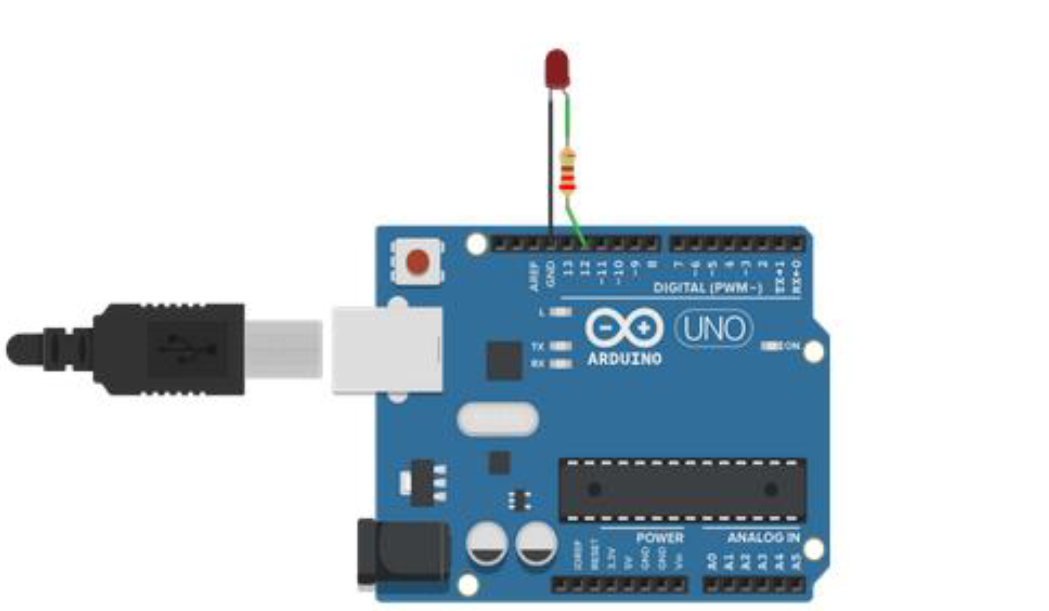 AREF
GND
13
12
~11
~10
~9
8
7
~6
~5
4
~3
2
TX→1
RX←0
DIGITAL (PWM~)
L
TX
RX
UNO
ARDUINO
ON
POWER
ANALOG IN
IOREF
RESET
3.3V
5V
GND
GND
Vin
A0
A1
A2
A3
A4
A5